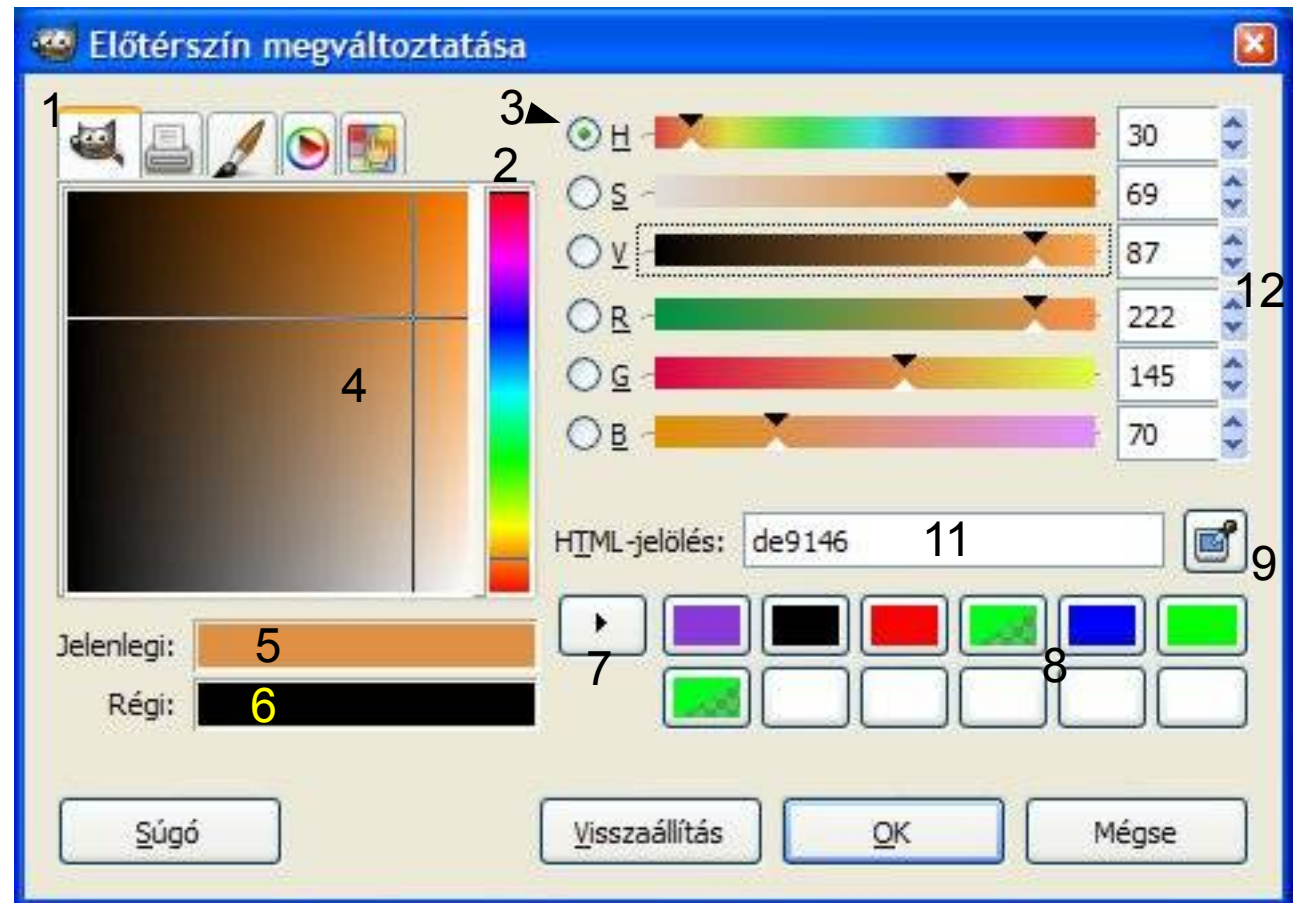 Előtérszín megváltoztatása
1
2
3
H 30
S 69
V 87
12
R 222
G 145
B 70
4
HTML-jelölés: de9146 11
9
Jelenlegi: 5
Régi: 6
7
8
Súgó
Visszaállítás
OK
Mégse